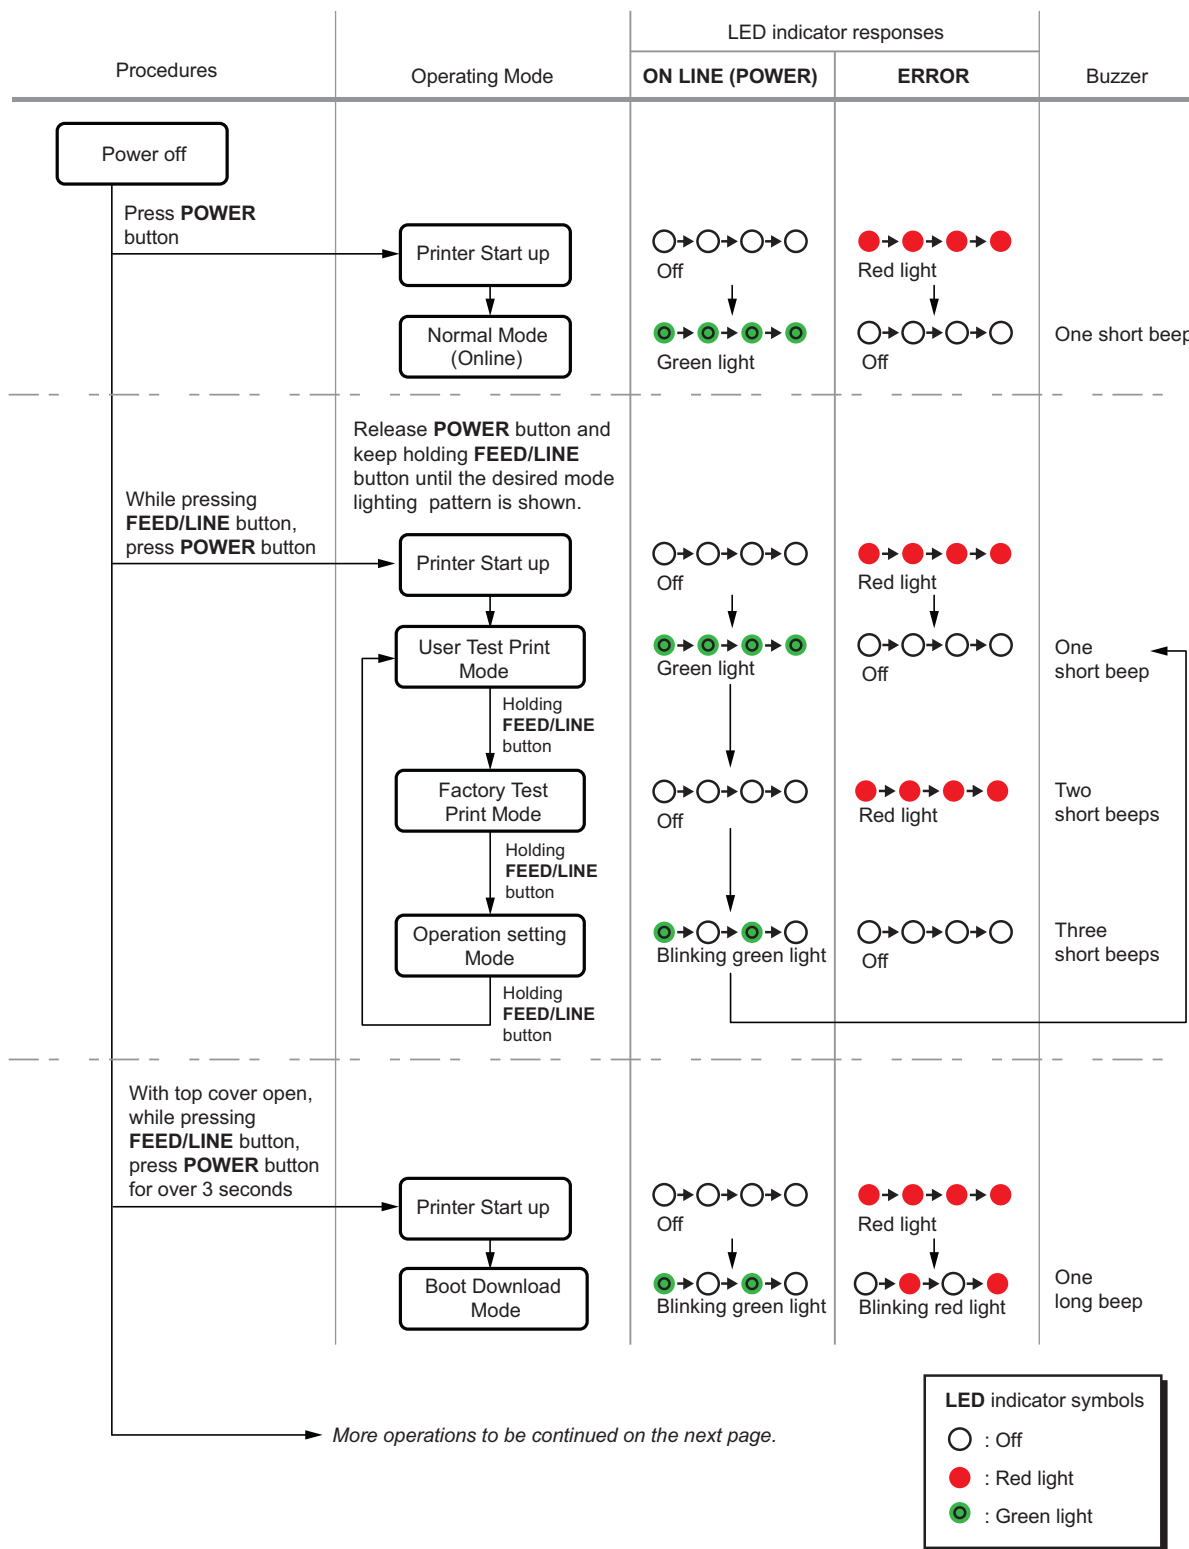 LED indicator responses
Procedures
Operating Mode
ON LINE (POWER)
ERROR
Buzzer
Power off
Press POWER
button
Printer Start up
Off
Red light
Normal Mode
(Online)
Green light
Off
One short beep
Release POWER button and
keep holding FEED/LINE
button until the desired mode
lighting pattern is shown.
While pressing
FEED/LINE button,
press POWER button
Printer Start up
Off
Red light
User Test Print
Mode
Green light
Off
One
short beep
Holding
FEED/LINE
button
Factory Test
Print Mode
Off
Red light
Two
short beeps
Holding
FEED/LINE
button
Operation setting
Mode
Blinking green light
Off
Three
short beeps
Holding
FEED/LINE
button
With top cover open,
while pressing
FEED/LINE button,
press POWER button
for over 3 seconds
Printer Start up
Off
Red light
Boot Download
Mode
Blinking green light
Blinking red light
One
long beep
More operations to be continued on the next page.
LED indicator symbols
: Off
: Red light
: Green light